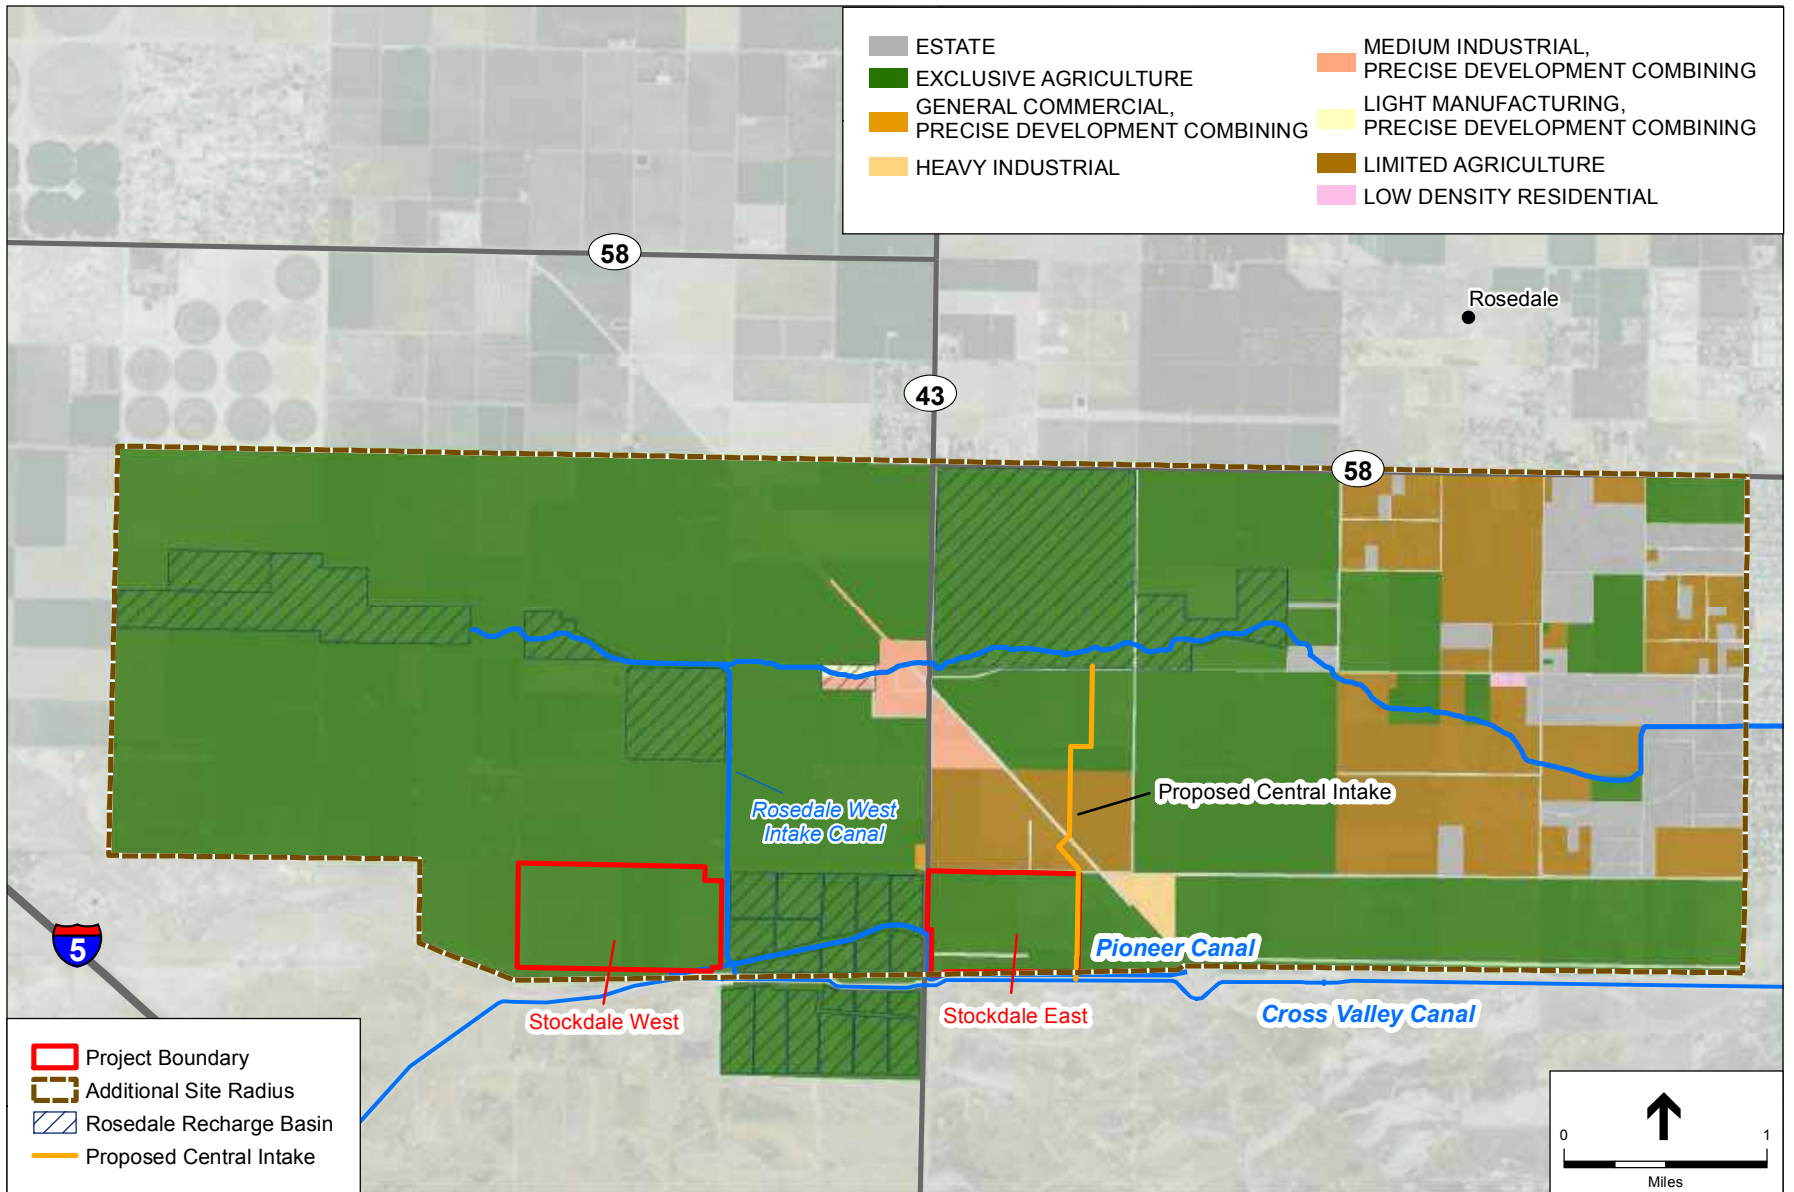 ESTATE
EXCLUSIVE AGRICULTURE
GENERAL COMMERCIAL,
PRECISE DEVELOPMENT COMBINING
HEAVY INDUSTRIAL
MEDIUM INDUSTRIAL,
PRECISE DEVELOPMENT COMBINING
LIGHT MANUFACTURING,
PRECISE DEVELOPMENT COMBINING
LIMITED AGRICULTURE
LOW DENSITY RESIDENTIAL
58
Rosedale
43
58
Proposed Central Intake
Rosedale West
Intake Canal
5
Pioneer Canal
Stockdale West
Stockdale East
Cross Valley Canal
Project Boundary
Additional Site Radius
Rosedale Recharge Basin
Proposed Central Intake
0 1
Miles